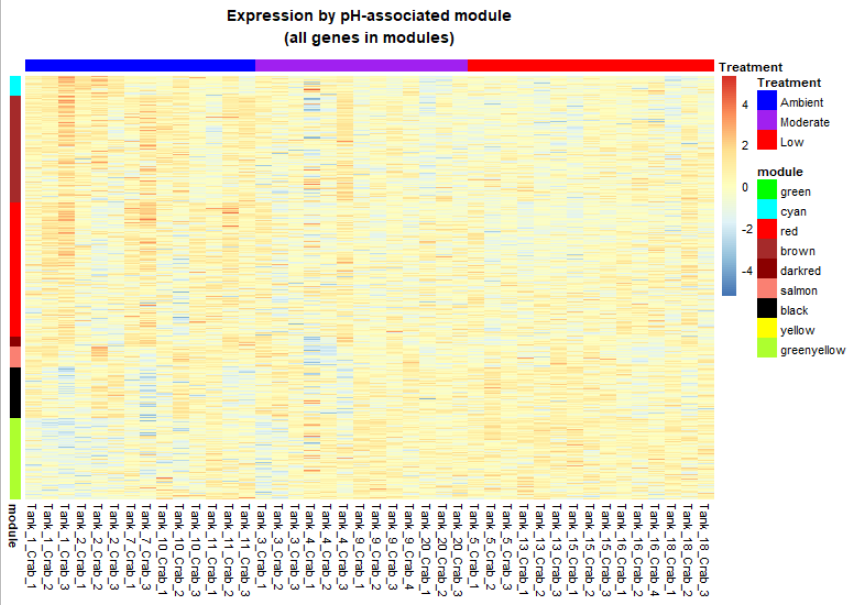 Expression by pH-associated module
(all genes in modules)
Treatment
4
2
0
-2
-4
Treatment
Ambient
Moderate
Low
module
green
cyan
red
brown
darkred
salmon
black
yellow
greenyellow
module
Tank_1_Crab_1
Tank_1_Crab_2
Tank_1_Crab_3
Tank_2_Crab_1
Tank_2_Crab_2
Tank_2_Crab_3
Tank_7_Crab_1
Tank_7_Crab_3
Tank_10_Crab_1
Tank_10_Crab_2
Tank_10_Crab_3
Tank_11_Crab_1
Tank_11_Crab_2
Tank_11_Crab_3
Tank_3_Crab_1
Tank_3_Crab_2
Tank_3_Crab_3
Tank_4_Crab_1
Tank_4_Crab_2
Tank_4_Crab_3
Tank_9_Crab_1
Tank_9_Crab_2
Tank_9_Crab_3
Tank_9_Crab_4
Tank_20_Crab_1
Tank_20_Crab_2
Tank_20_Crab_3
Tank_5_Crab_1
Tank_5_Crab_2
Tank_5_Crab_3
Tank_13_Crab_1
Tank_13_Crab_2
Tank_13_Crab_3
Tank_15_Crab_1
Tank_15_Crab_2
Tank_15_Crab_3
Tank_16_Crab_1
Tank_16_Crab_2
Tank_16_Crab_4
Tank_18_Crab_1
Tank_18_Crab_2
Tank_18_Crab_3